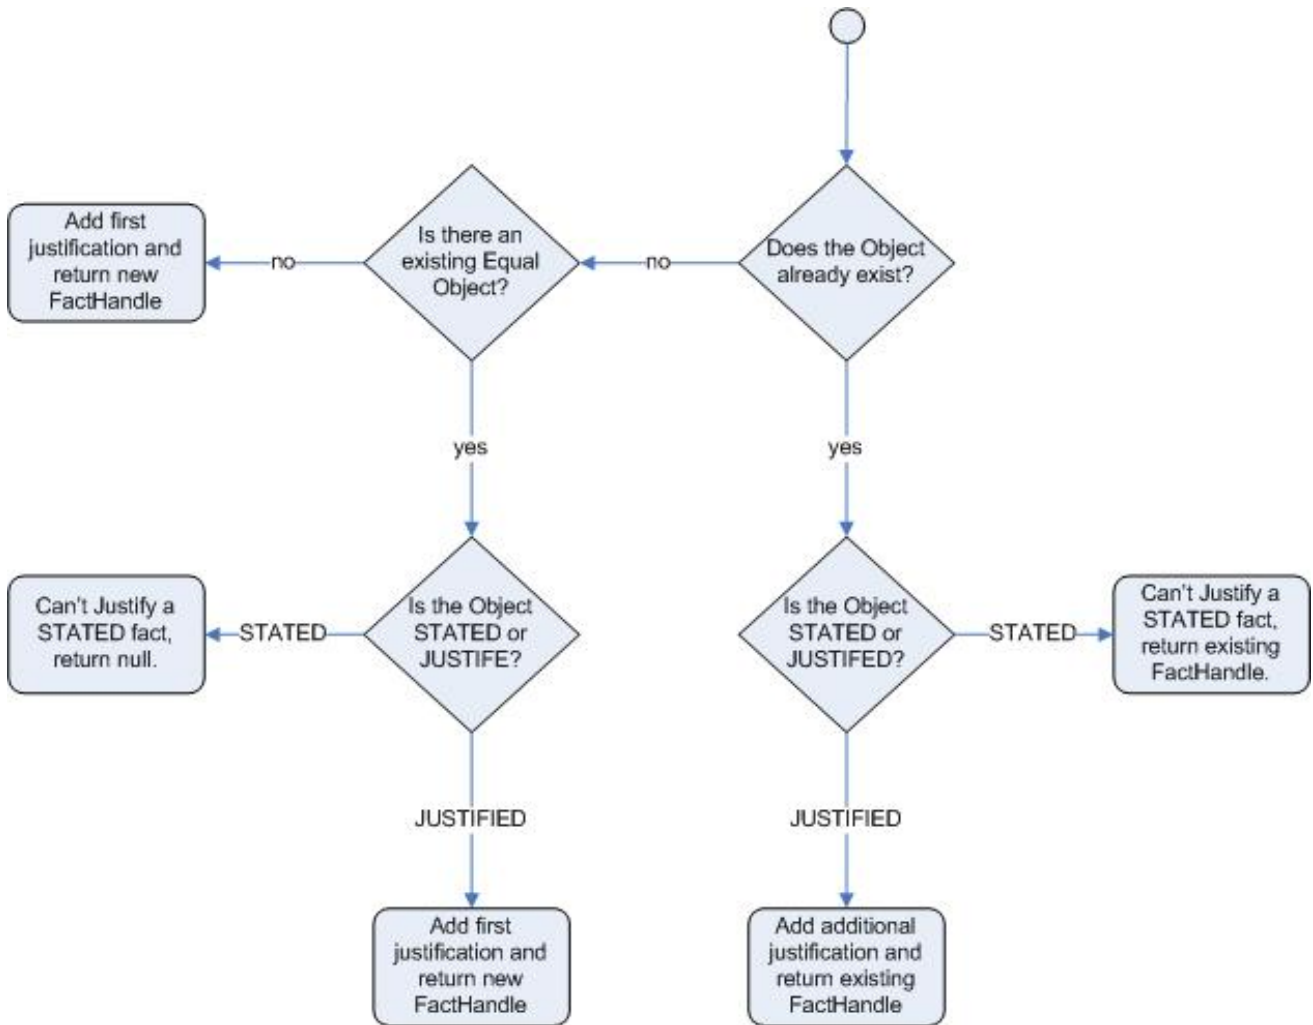 Add first
justification and
return new
FactHandle
no
Is there an
existing Equal
Object?
no
Does the Object
already exist?
yes
yes
Can't Justify a
STATED fact,
return null.
STATED
Is the Object
STATED or
JUSTIFE?
Is the Object
STATED or
JUSTIFED?
STATED
Can't Justify a
STATED fact,
return existing
FactHandle.
JUSTIFIED
JUSTIFIED
Add first
justification and
return new
FactHandle
Add additional
justification and
return existing
FactHandle